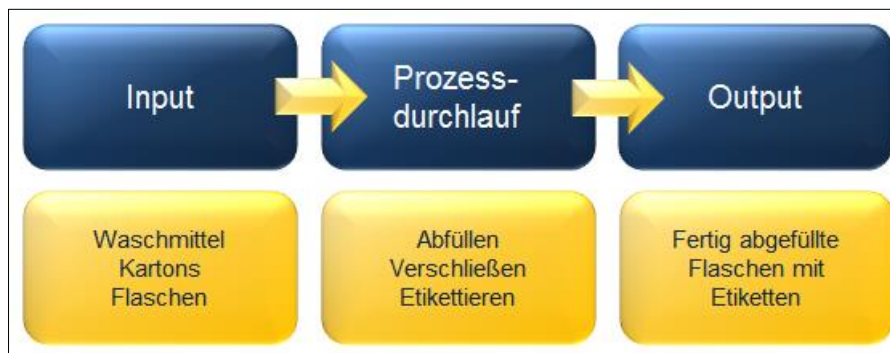 Input
Prozess-
durchlauf
Output
Waschmittel
Kartons
Flaschen
Abfüllen
Verschließen
Etikettieren
Fertig abgefüllte
Flaschen mit
Etiketten